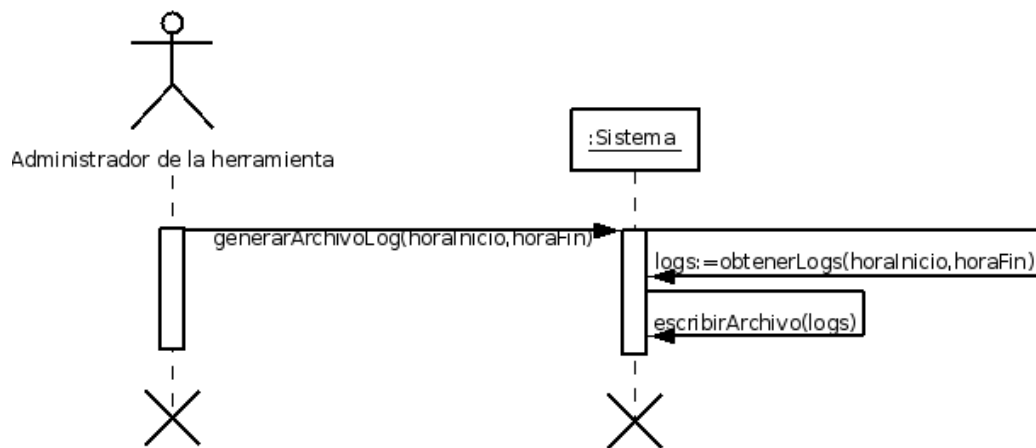 :Sistema
Administrador de la herramienta
generarArchivoLog(horaInicio,horaFin)
logs:=obtenerLogs(horaInicio,horaFin)
escribirArchivo(logs)